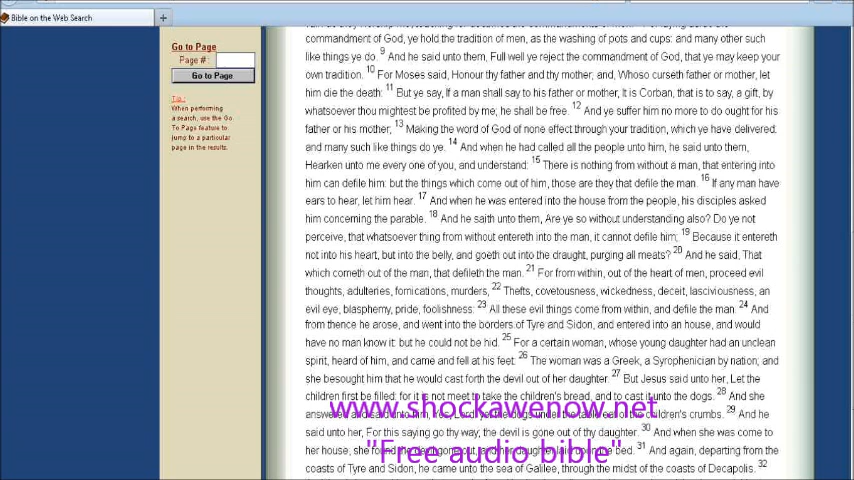 Bible on the Web Search
Go to Page
Page #:
Go to Page
Tip:
When performing
a search, use the Go
To Page feature to
jump to a particular
page in the results.
commandment of God, ye hold the tradition of men, as the washing of pots and cups: and many other such
like things ye do. 9 And he said unto them, Full well ye reject the commandment of God, that ye may keep your
own tradition. 10 For Moses said, Honour thy father and thy mother; and, Whoso curseth father or mother, let
him die the death: 11 But ye say, If a man shall say to his father or mother, It is Corban, that is to say, a gift, by
whatsoever thou mightest be profited by me; he shall be free. 12 And ye suffer him no more to do ought for his
father or his mother; 13 Making the word of God of none effect through your tradition, which ye have delivered:
and many such like things do ye. 14 And when he had called all the people unto him, he said unto them,
Hearken unto me every one of you, and understand: 15 There is nothing from without a man, that entering into
him can defile him: but the things which come out of him, those are they that defile the man. 16 If any man have
ears to hear, let him hear. 17 And when he was entered into the house from the people, his disciples asked
him concerning the parable. 18 And he saith unto them, Are ye so without understanding also? Do ye not
perceive, that whatsoever thing from without entereth into the man, it cannot defile him; 19 Because it entereth
not into his heart, but into the belly, and goeth out into the draught, purging all meats? 20 And he said, That
which cometh out of the man, that defileth the man. 21 For from within, out of the heart of men, proceed evil
thoughts, adulteries, fornications, murders, 22 Thefts, covetousness, wickedness, deceit, lasciviousness, an
evil eye, blasphemy, pride, foolishness: 23 All these evil things come from within, and defile the man. 24 And
from thence he arose, and went into the borders of Tyre and Sidon, and entered into an house, and would
have no man know it: but he could not be hid. 25 For a certain woman, whose young daughter had an unclean
spirit, heard of him, and came and fell at his feet: 26 The woman was a Greek, a Syrophenician by nation; and
she besought him that he would cast forth the devil out of her daughter. 27 But Jesus said unto her, Let the
children first be filled: for it is not meet to take the children's bread, and to cast it unto the dogs. 28 And she
answered and said unto him, Yes, Lord: yet the dogs under the table eat of the children's crumbs. 29 And he
www.shockawenow.net
said unto her, For this saying go thy way; the devil is gone out of thy daughter. 30 And when she was come to
her house, she found the devil gone out, and her daughter laid upon the bed. 31 And again, departing from the
"Free audio bible"
coasts of Tyre and Sidon, he came unto the sea of Galilee, through the midst of the coasts of Decapolis. 32